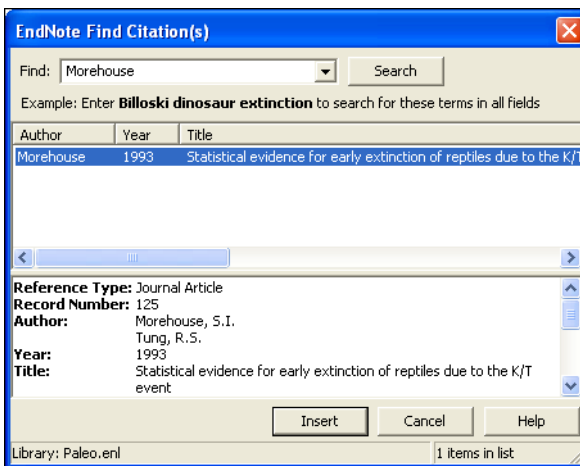 EndNote Find Citation(s)
Find: Morehouse Search
Example: Enter Billoski dinosaur extinction to search for these terms in all fields
Author Year Title
Morehouse 1993 Statistical evidence for early extinction of reptiles due to the K/T
Reference Type: Journal Article
Record Number: 125
Author: Morehouse, S.I.
Tung, R.S.
Year: 1993
Title: Statistical evidence for early extinction of reptiles due to the K/T
event
Insert Cancel Help
Library: Paleo.enl 1 items in list